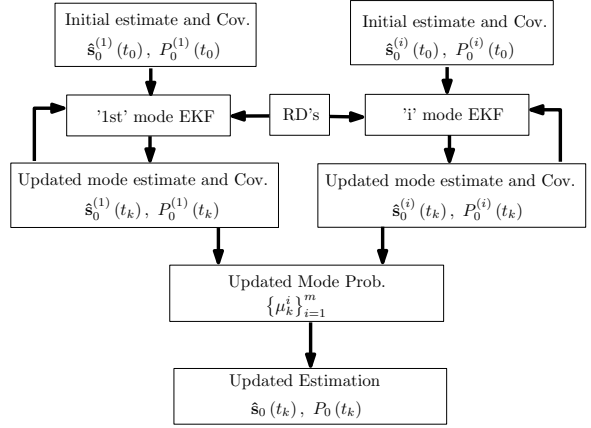 Initial estimate and Cov.
ŝ₀⁽¹⁾(t₀), P₀⁽¹⁾(t₀)
Initial estimate and Cov.
ŝ₀⁽ⁱ⁾(t₀), P₀⁽ⁱ⁾(t₀)
'1st' mode EKF
RD's
'i' mode EKF
Updated mode estimate and Cov.
ŝ₀⁽¹⁾(tₖ), P₀⁽¹⁾(tₖ)
Updated mode estimate and Cov.
ŝ₀⁽ⁱ⁾(tₖ), P₀⁽ⁱ⁾(tₖ)
Updated Mode Prob.
{μₖⁱ}ᵢ₌₁ᵐ
Updated Estimation
ŝ₀(tₖ), P₀(tₖ)